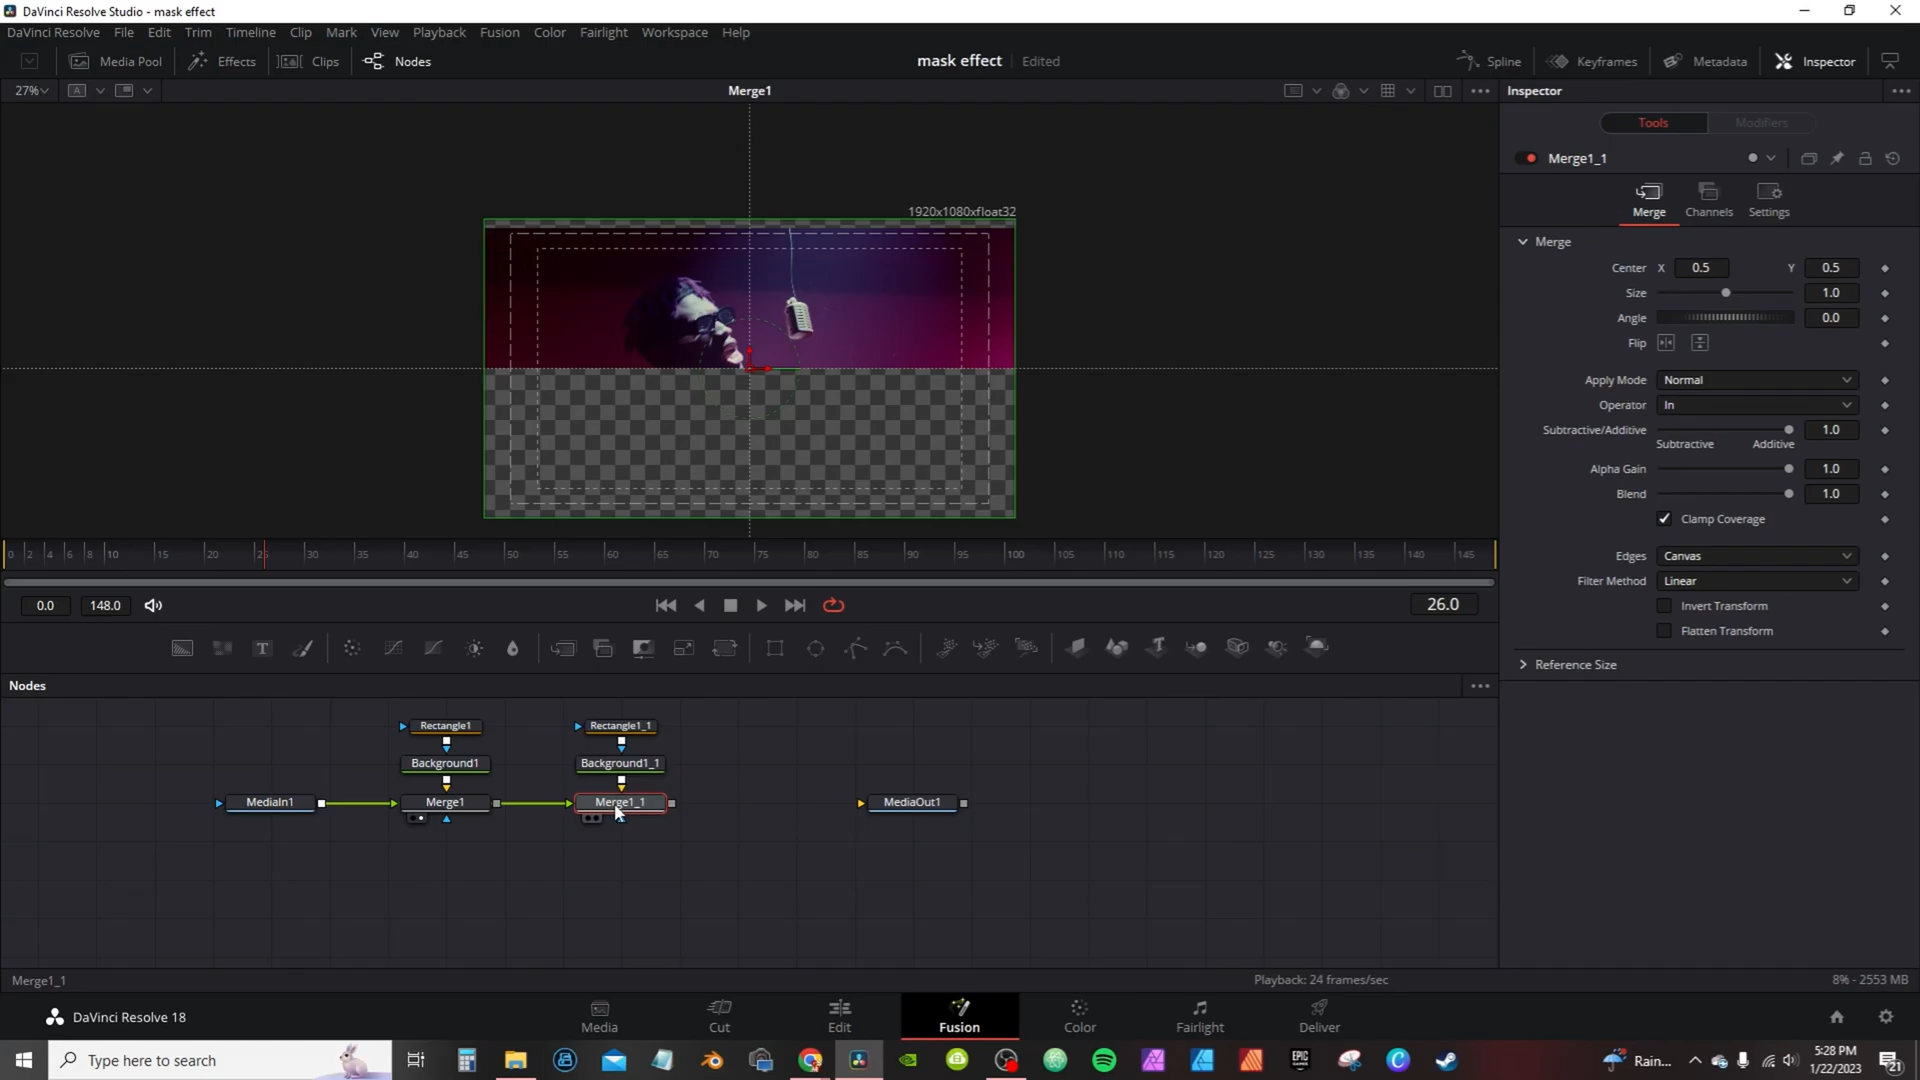 DaVinci Resolve Studio - mask effect
DaVinci Resolve File Edit Trim Timeline Clip Mark View Playback Fusion Color Fairlight Workspace Help
Media Pool Effects Clips Nodes mask effect Edited Spline Keyframes Metadata Inspector
27% A Merge1 Inspector
Tools Modifiers
Merge1_1
Merge Channels Settings
1920x1080xfloat32
Merge
Center X 0.5 Y 0.5
Size 1.0
Angle 0.0
Flip
Apply Mode Normal
Operator In
Subtractive/Additive 1.0
Subtractive Additive
Alpha Gain 1.0
Blend 1.0
Clamp Coverage
Edges Canvas
Filter Method Linear
Invert Transform
Flatten Transform
Reference Size
0 2 4 6 8 10 15 20 30 35 40 45 50 55 60 65 70 75 80 85 90 95 100 105 110 115 120 125 130 135 140 145
0.0 148.0 26.0
T
Nodes
Rectangle1 Rectangle1_1
Background1 Background1_1
MediaIn1 Merge1 Merge1_1 MediaOut1
Merge1_1 Playback: 24 frames/sec 8% - 2553 MB
DaVinci Resolve 18 Media Cut Edit Fusion Color Fairlight Deliver
Type here to search EPIC GAMES Rain... 5:28 PM
1/22/2023
21